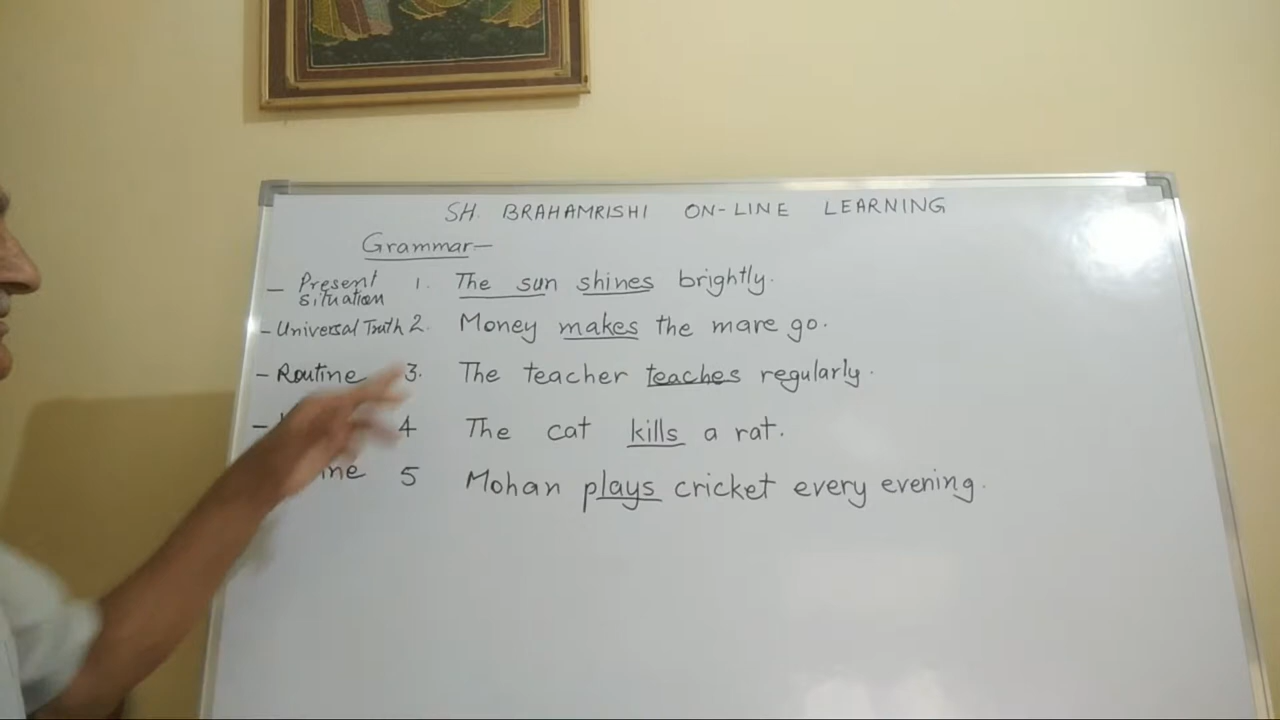 SH. BRAHAMRISHI ON-LINE LEARNING
Grammar—
– Present Situation 1. The sun shines brightly.
– Universal Truth 2. Money makes the mare go.
– Routine 3. The teacher teaches regularly.
– 4 The cat kills a rat.
5 Mohan plays cricket every evening.